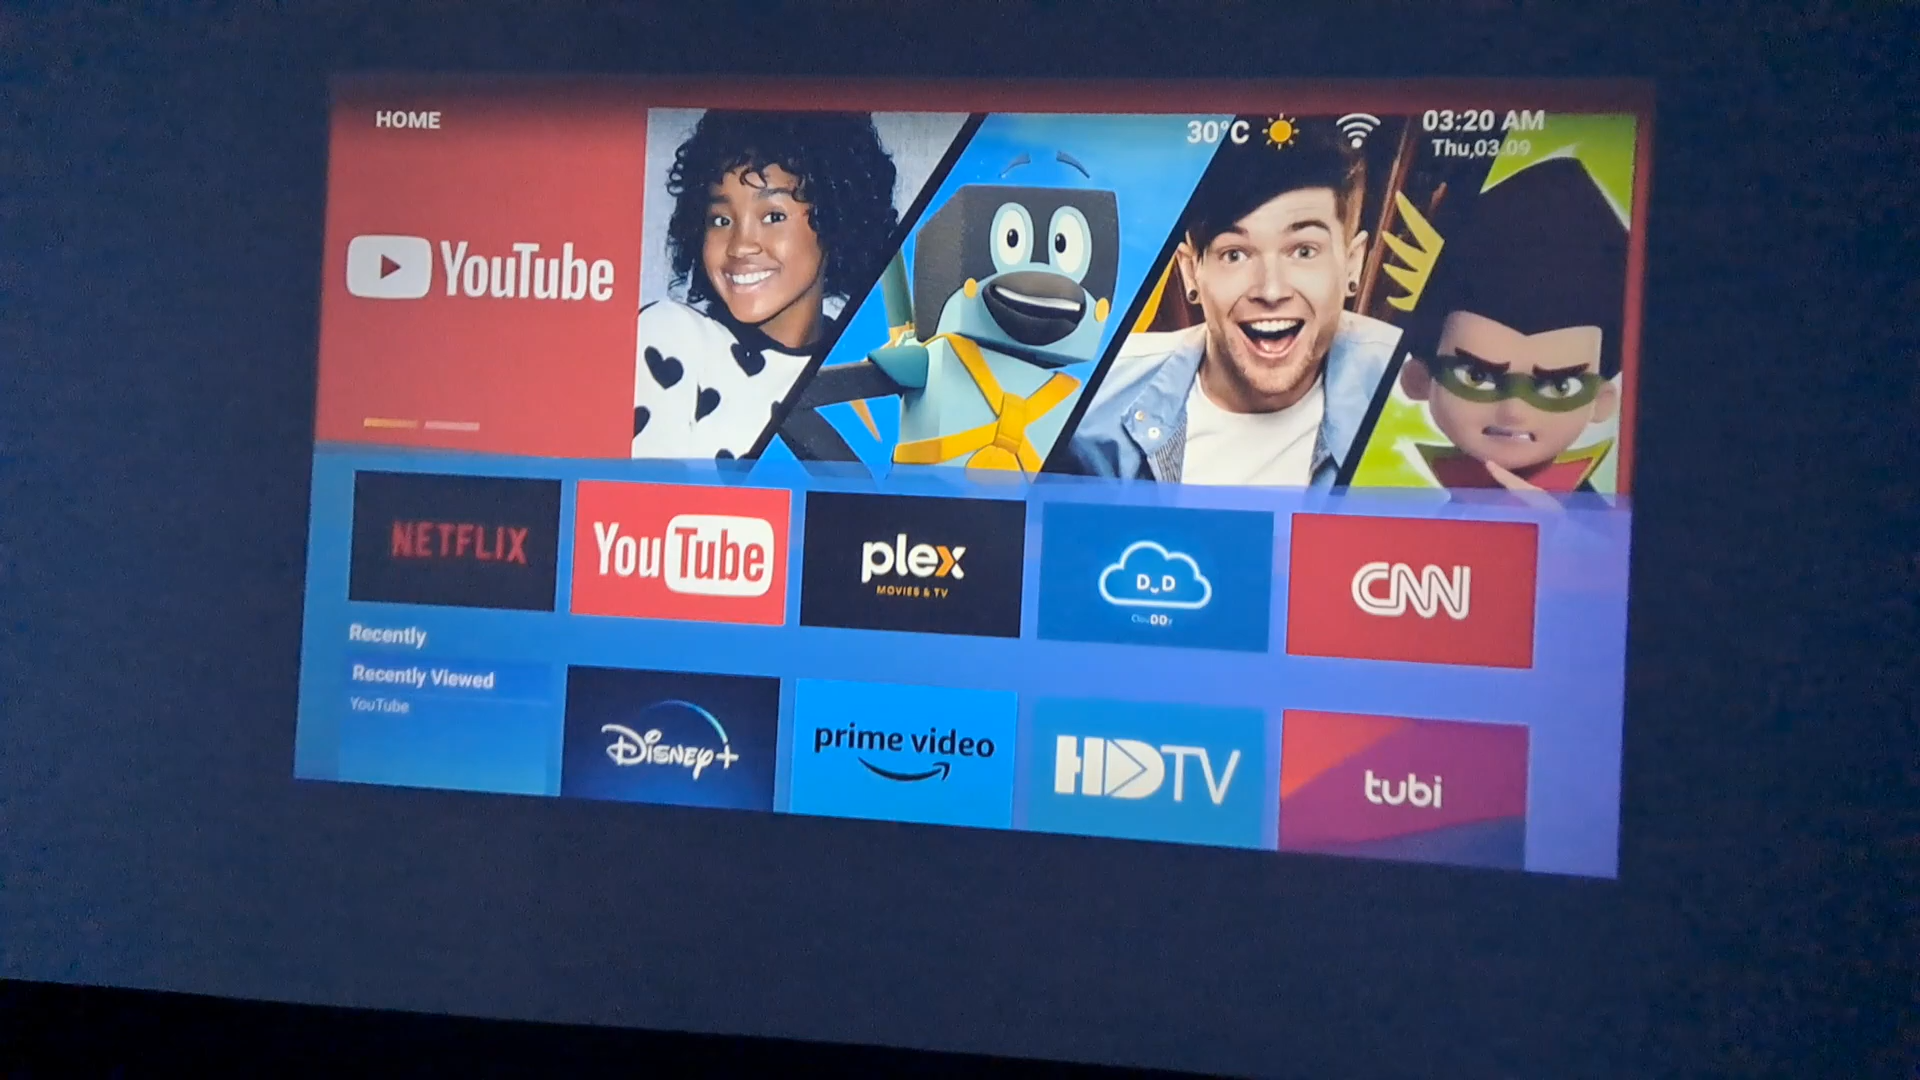 HOME
30°C
03:20 AM
Thu,03.09
YouTube
NETFLIX
YouTube
plex
MOVIES & TV
D_D
ClouDDy
CNN
Recently
Recently Viewed
YouTube
Disney+
prime video
HDTV
tubi